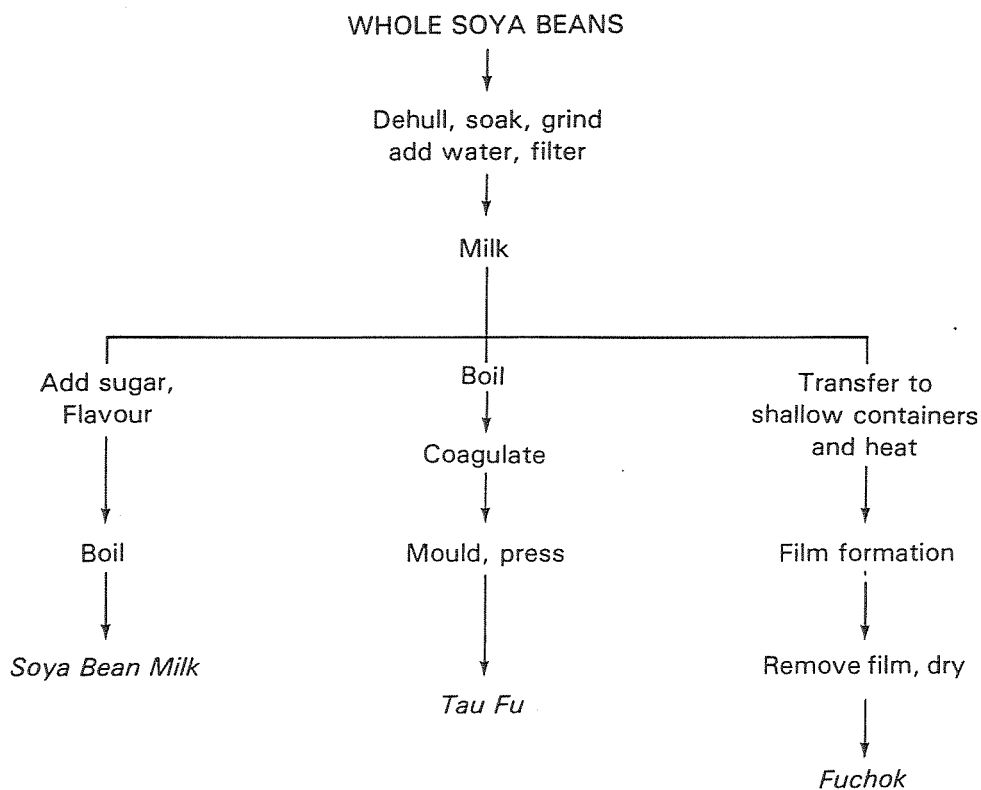 WHOLE SOYA BEANS
Dehull, soak, grind
add water, filter
Milk
Add sugar,
Flavour
Boil
Soya Bean Milk
Boil
Coagulate
Mould, press
Tau Fu
Transfer to
shallow containers
and heat
Film formation
Remove film, dry
Fuchok